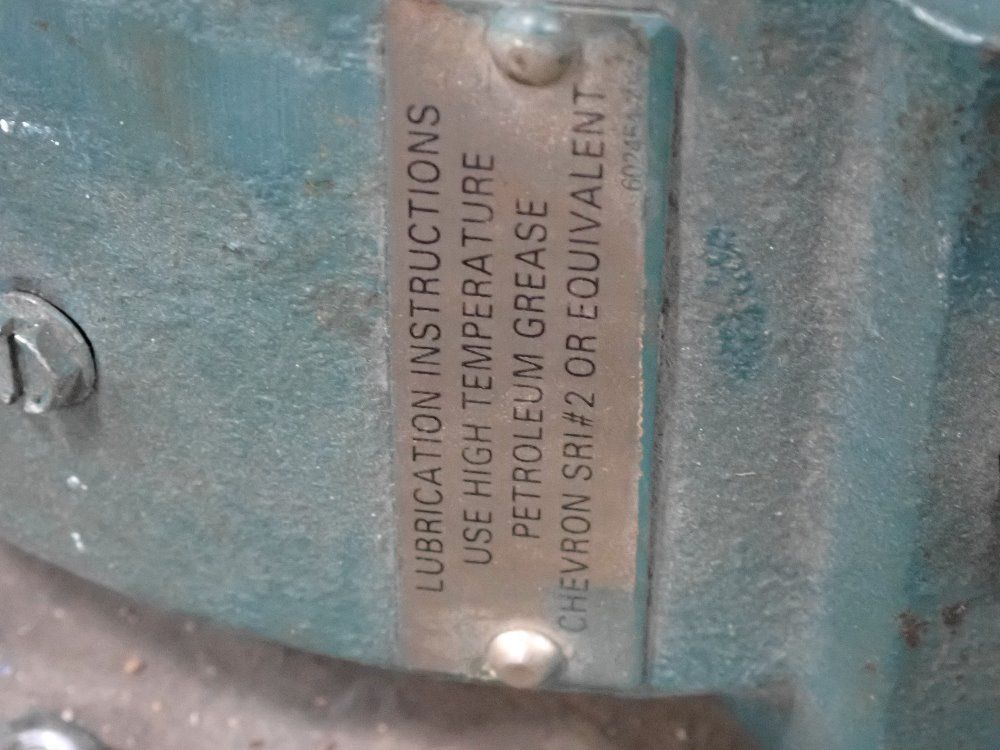 LUBRICATION INSTRUCTIONS
USE HIGH TEMPERATURE
PETROLEUM GREASE
CHEVRON SRI#2 OR EQUIVALENT